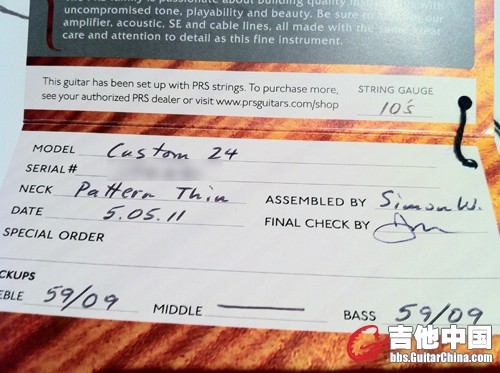 uncompromised tone, playability and beauty. Be sure to
amplifier, acoustic, SE and cable lines, all made with the
care and attention to detail as this fine instrument.
This guitar has been set up with PRS strings. To purchase more, STRING GAUGE
see your authorized PRS dealer or visit www.prsguitars.com/shop 10's
MODEL Custom 24
SERIAL#
NECK Pattern Thin ASSEMBLED BY Simon W.
DATE 5.05.11 FINAL CHECK BY
SPECIAL ORDER
CKUPS
EBLE 59/09 MIDDLE BASS 59/09
吉他中国
bbs.GuitarChina.com